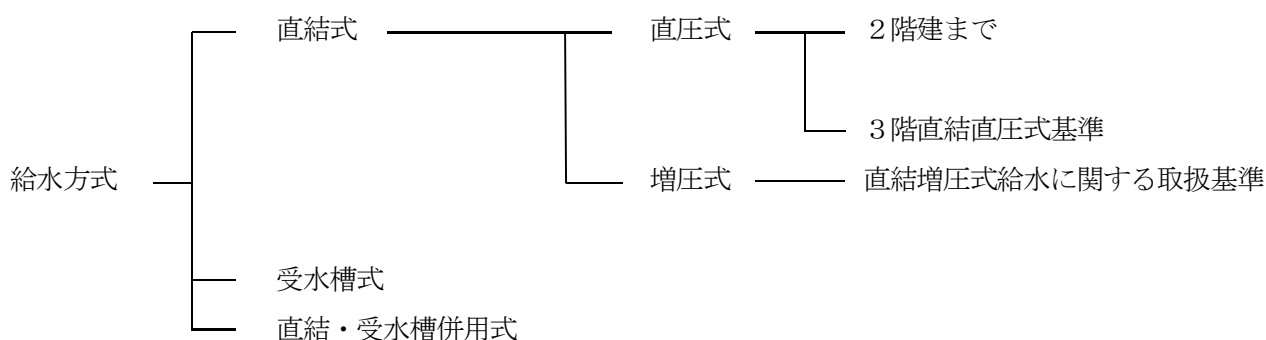 直結式 直圧式 ２階建まで
３階直結直圧式基準
給水方式 増圧式 直結増圧式給水に関する取扱基準
受水槽式
直結・受水槽併用式